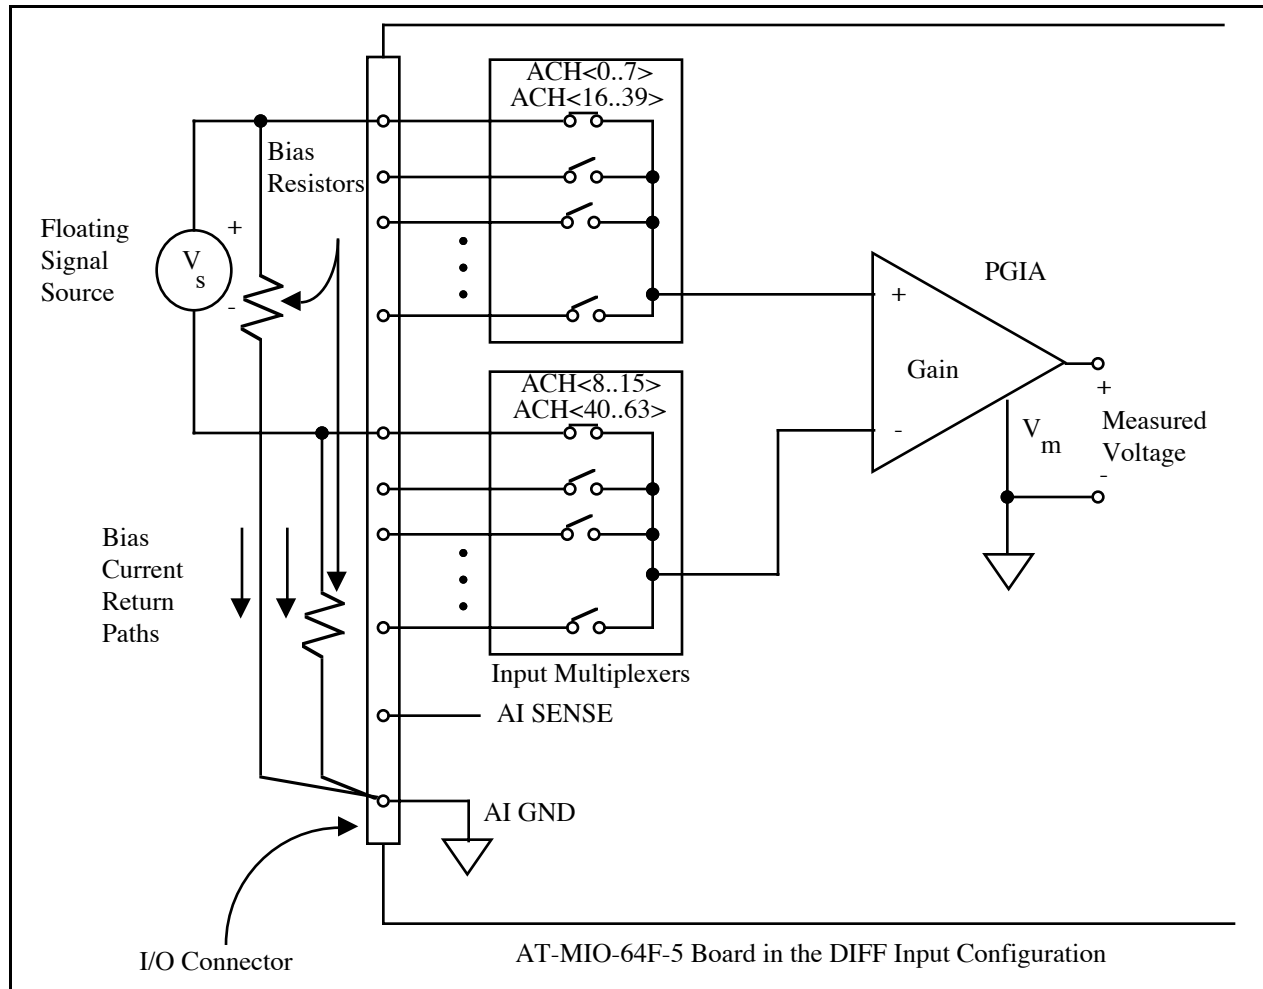 ACH<0..7>
ACH<16..39>
Bias
Resistors
Floating
Signal
Source
+
V
s
-
PGIA
+
Gain
-
+
V
m
Measured
Voltage
-
ACH<8..15>
ACH<40..63>
Bias
Current
Return
Paths
Input Multiplexers
AI SENSE
AI GND
I/O Connector
AT-MIO-64F-5 Board in the DIFF Input Configuration